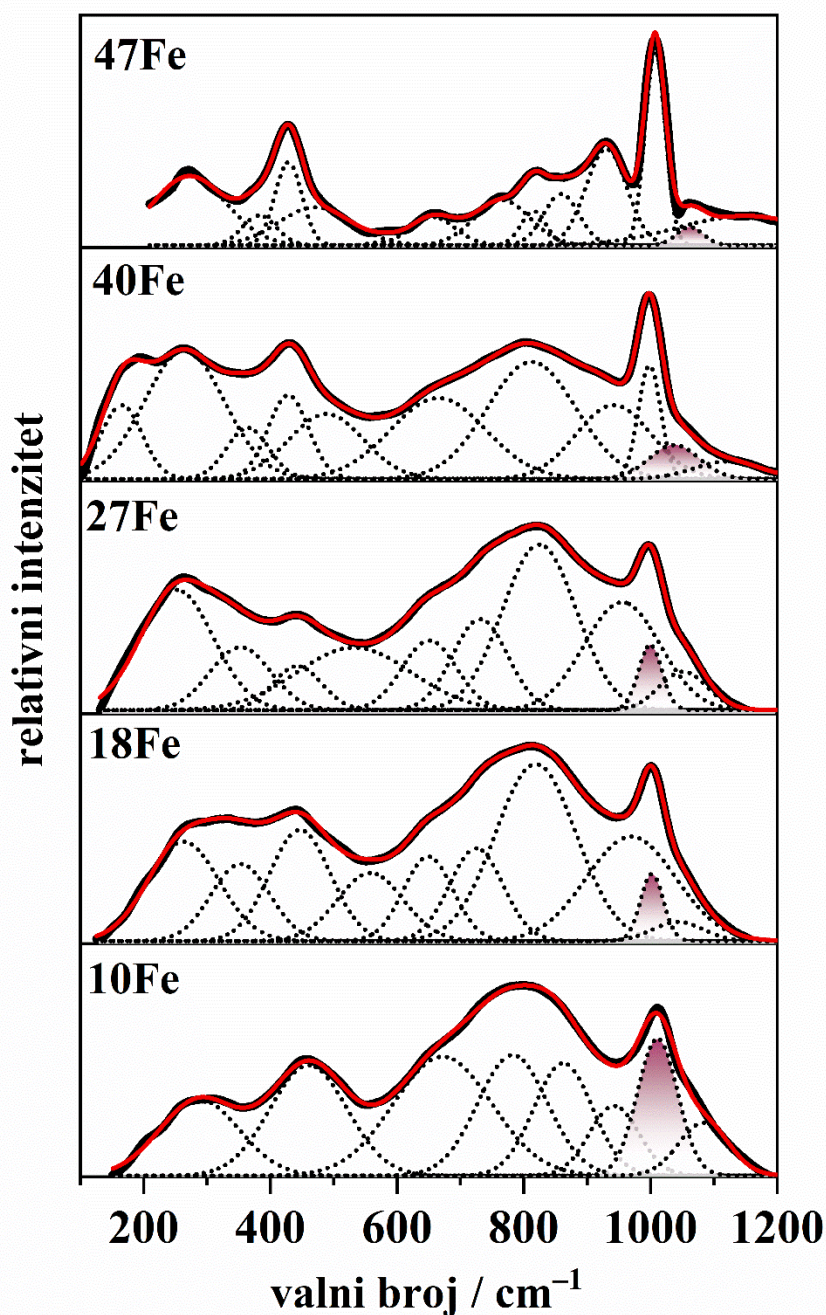 47Fe
40Fe
27Fe
18Fe
10Fe
relativni intenzitet
200 400 600 800 1000 1200
valni broj / cm⁻¹